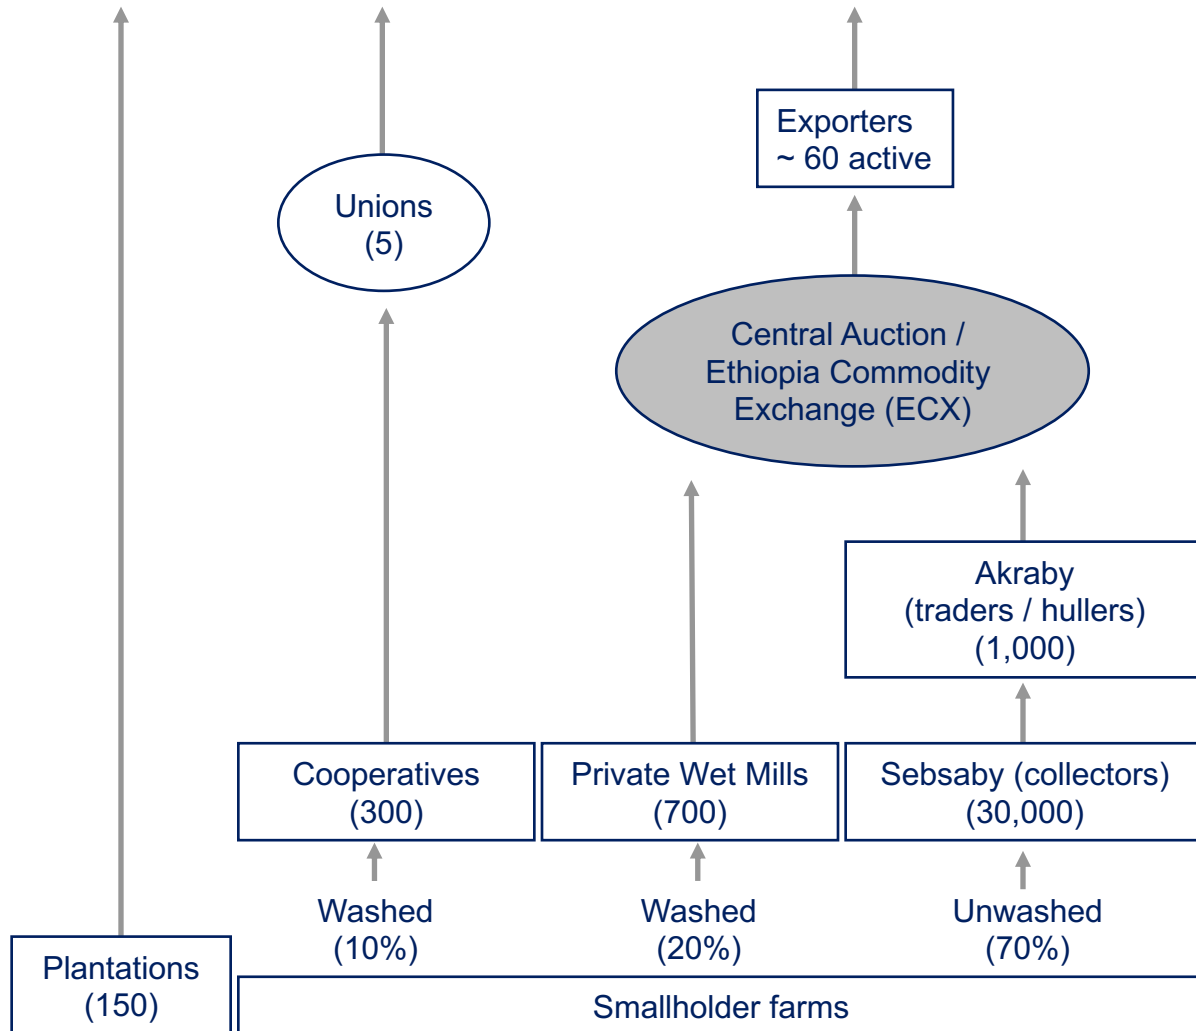 Exporters
~ 60 active
Unions
(5)
Central Auction /
Ethiopia Commodity
Exchange (ECX)
Akraby
(traders / hullers)
(1,000)
Cooperatives
(300)
Private Wet Mills
(700)
Sebsaby (collectors)
(30,000)
Washed
(10%)
Washed
(20%)
Unwashed
(70%)
Plantations
(150)
Smallholder farms